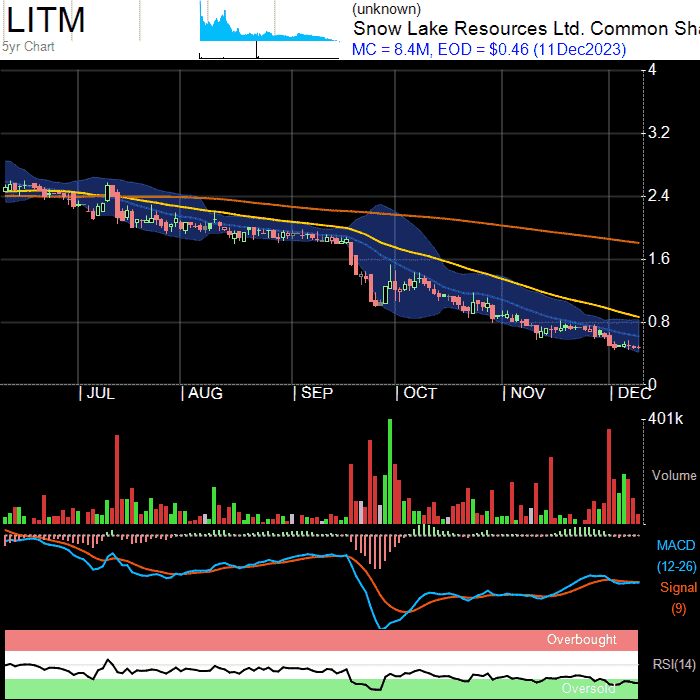 LITM
5yr Chart
(unknown)
Snow Lake Resources Ltd. Common Sha
MC = 8.4M, EOD = $0.46 (11Dec2023)
4
3.2
2.4
1.6
0.8
0
| JUL | AUG | SEP | OCT | NOV | DEC
401k
Volume
MACD
(12-26)
Signal
(9)
Overbought
RSI(14)
Oversold